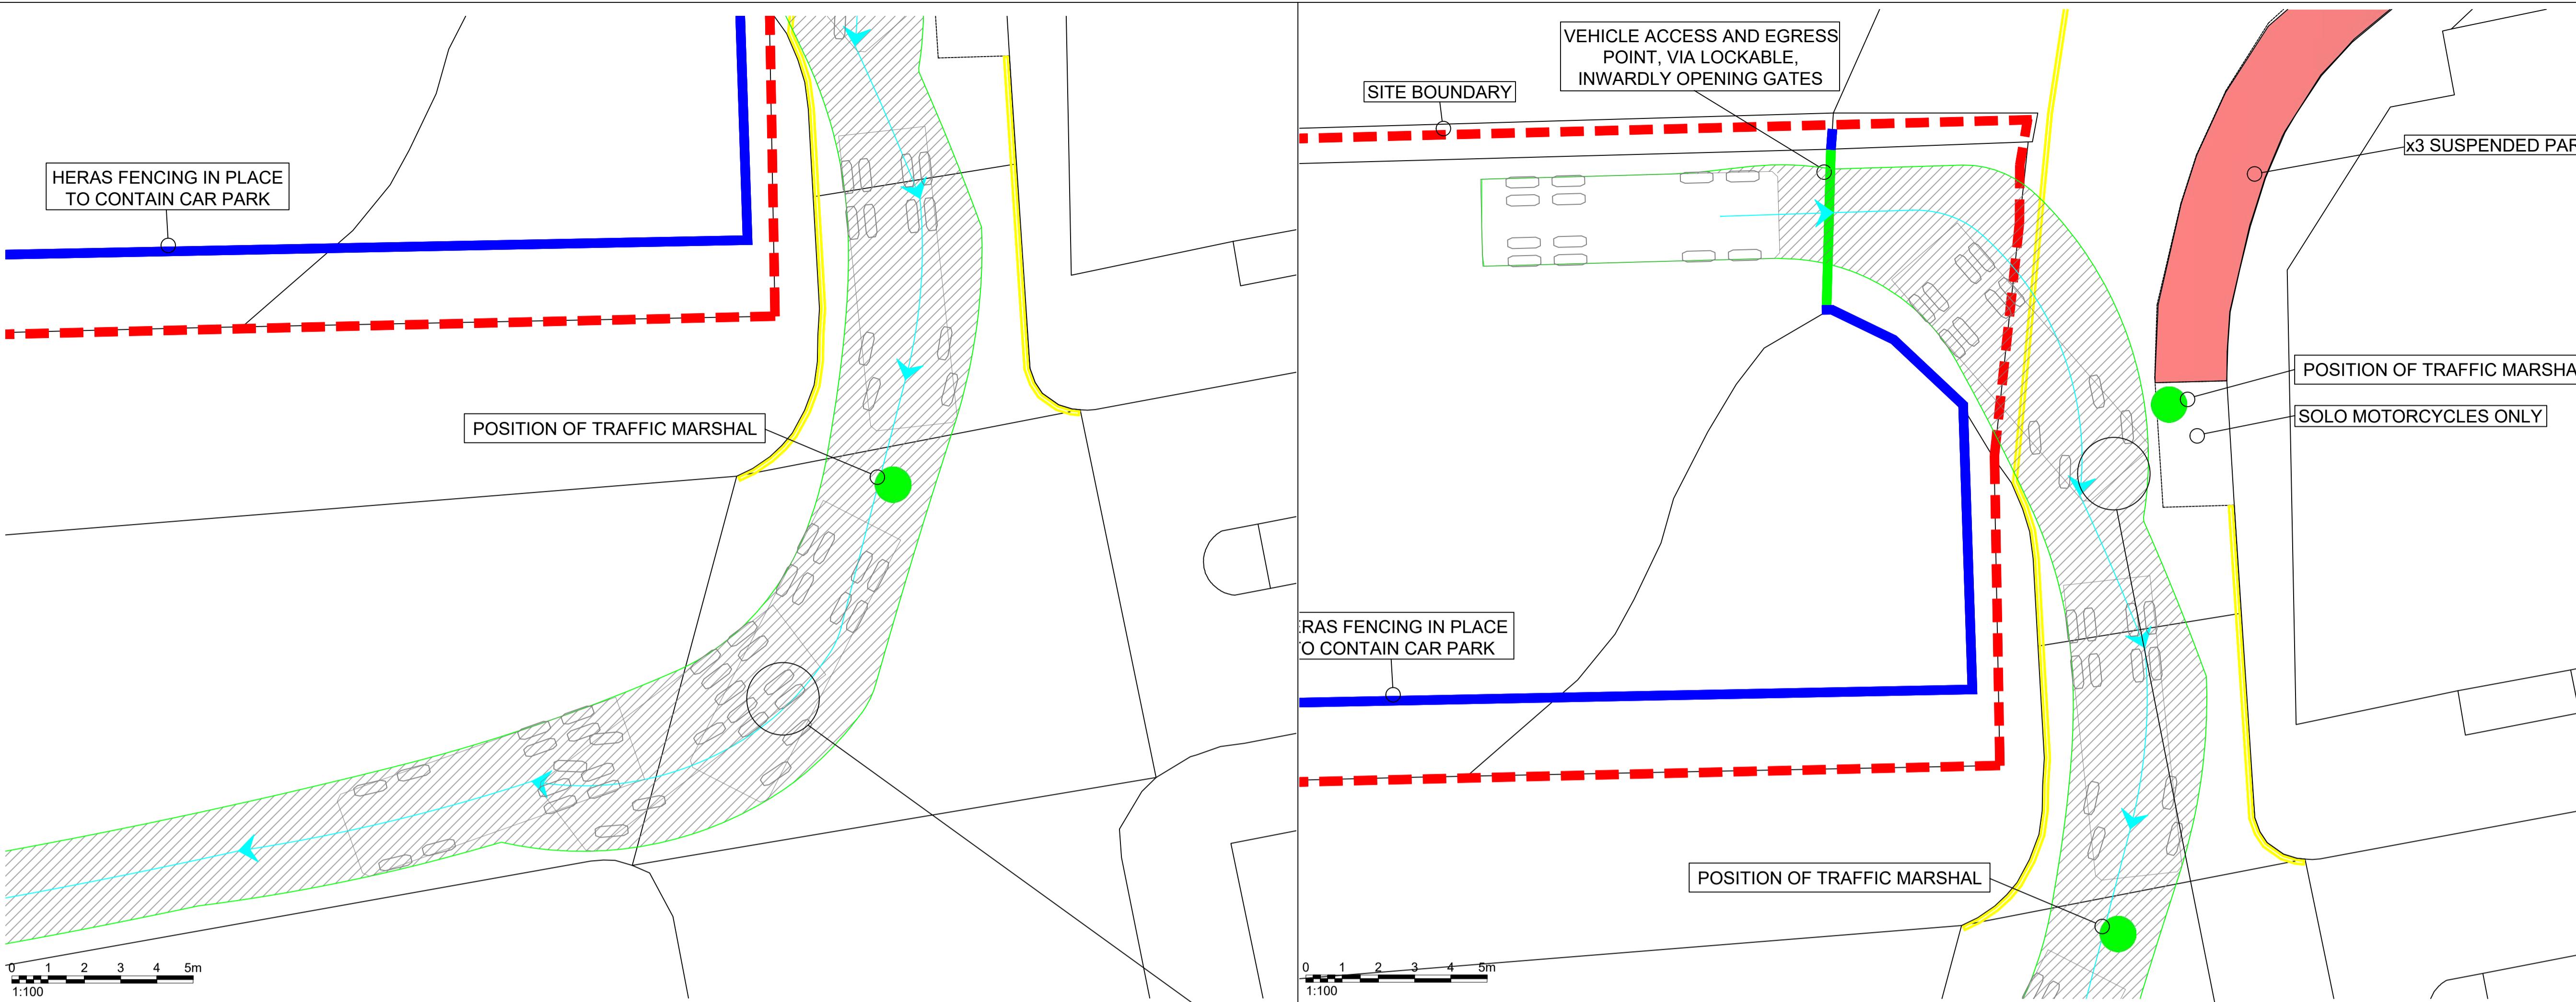 HERAS FENCING IN PLACE
TO CONTAIN CAR PARK
POSITION OF TRAFFIC MARSHAL
0 1 2 3 4 5m
1:100
VEHICLE ACCESS AND EGRESS
POINT, VIA LOCKABLE,
INWARDLY OPENING GATES
SITE BOUNDARY
x3 SUSPENDED PAR
POSITION OF TRAFFIC MARSHA
SOLO MOTORCYCLES ONLY
ERAS FENCING IN PLACE
TO CONTAIN CAR PARK
POSITION OF TRAFFIC MARSHAL
0 1 2 3 4 5m
1:100